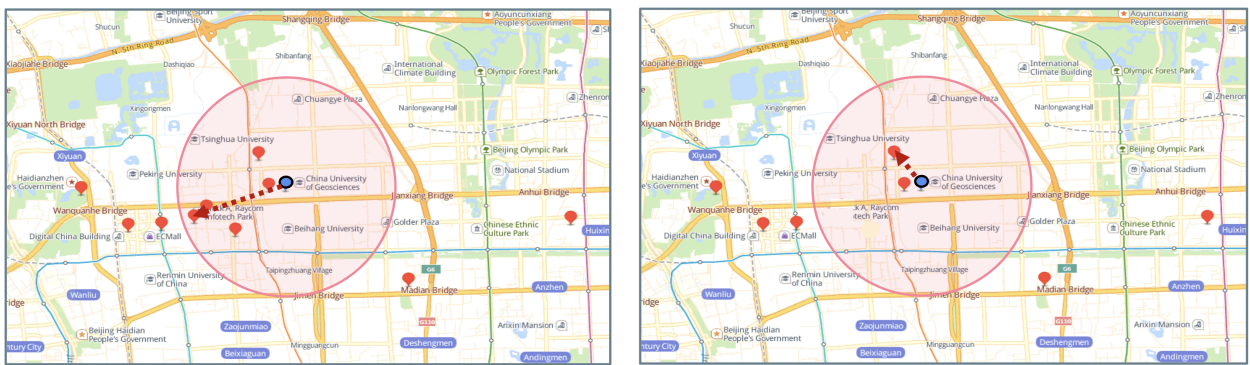 Beijing Sport
University
Shangqing Bridge
Aoyuncunxiang
People's Government
Shucun
N. 5th Ring Road
Xiaojiahe Bridge
Dashiqiao
Shibanfang
International
Climate Building
Olympic Forest Park
Xingongmen
Chuangye Plaza
Nanlongwang Hall
Zhenron
Xiyuan North Bridge
Tsinghua University
Xiyuan
Beijing Olympic Park
Peking University
National Stadium
Haidianzhen
e's Government
China University
of Geosciences
Jianxiang Bridge
Anhui Bridge
Wanquanhe Bridge
k A, Raycom
Infotech Park
Golder Plaza
Chinese Ethnic
Culture Park
Digital China Building
ECMall
Beihang University
Huixin
Renmin University
of China
Taipingzhuang Village
G6
Wanliu
Jimen Bridge
Madian Bridge
Anzhen
ridge
Zaojunmiao
G110
Anxin Mansion
Beijing Haidian
People's Government
Mingguangcun
Deshengmen
ntury City
Beixiaguan
Andingmen
Beijing Sport
University
Shangqing Bridge
Aoyuncunxiang
People's Government
Shucun
N. 5th Ring Road
Xiaojiahe Bridge
Dashiqiao
Shibanfang
International
Climate Building
Olympic Forest Park
Xingongmen
Chuangye Plaza
Nanlongwang Hall
Zhenron
Xiyuan North Bridge
Tsinghua University
Xiyuan
Beijing Olympic Park
Peking University
National Stadium
Haidianzhen
e's Government
China University
of Geosciences
Jianxiang Bridge
Anhui Bridge
Wanquanhe Bridge
k A, Raycom
tech Park
Golder Plaza
Chinese Ethnic
Culture Park
Digital China Building
ECMall
Beihang University
Huixin
Renmin University
of China
Taipingzhuang Village
G6
Wanliu
Jimen Bridge
Madian Bridge
Anzhen
ridge
Zaojunmiao
G110
Anxin Mansion
Beijing Haidian
People's Government
Mingguangcun
Deshengmen
ntury City
Beixiaguan
Andingmen